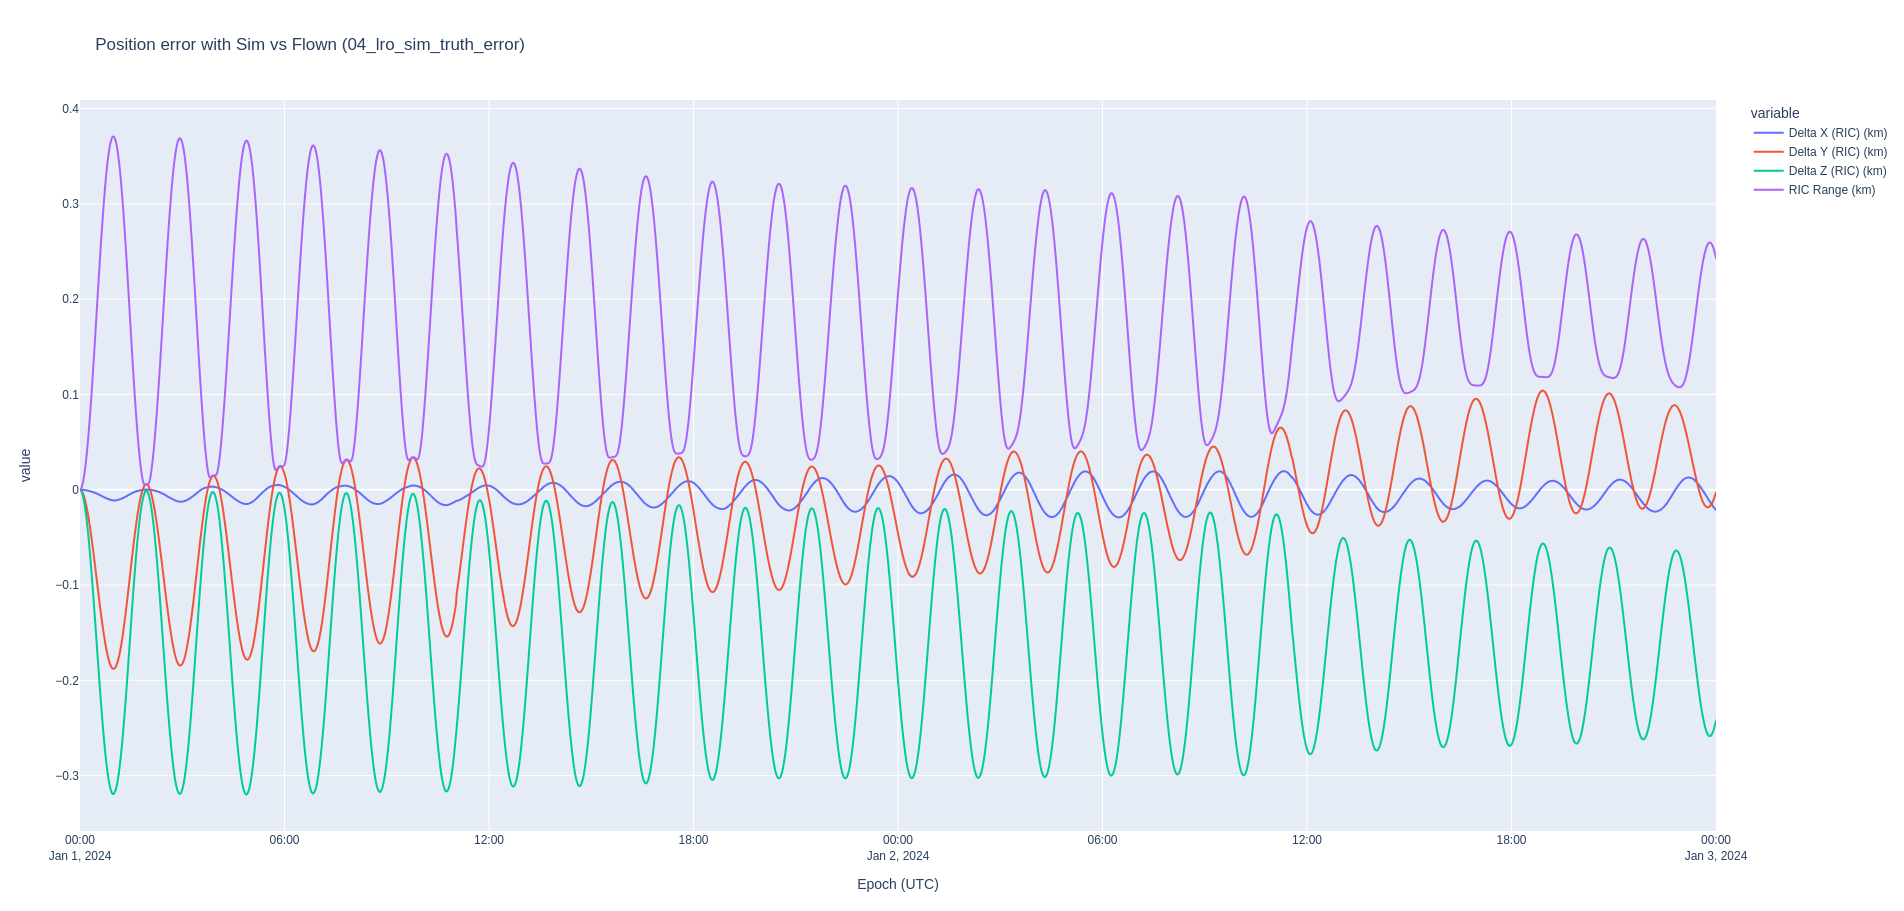 Position error with Sim vs Flown (04_lro_sim_truth_error)
variable
Delta X (RIC) (km)
Delta Y (RIC) (km)
Delta Z (RIC) (km)
RIC Range (km)
value
0.4
0.3
0.2
0.1
0
−0.1
−0.2
−0.3
00:00 06:00 12:00 18:00 00:00 06:00 12:00 18:00 00:00
Jan 1, 2024 Jan 2, 2024 Jan 3, 2024
Epoch (UTC)